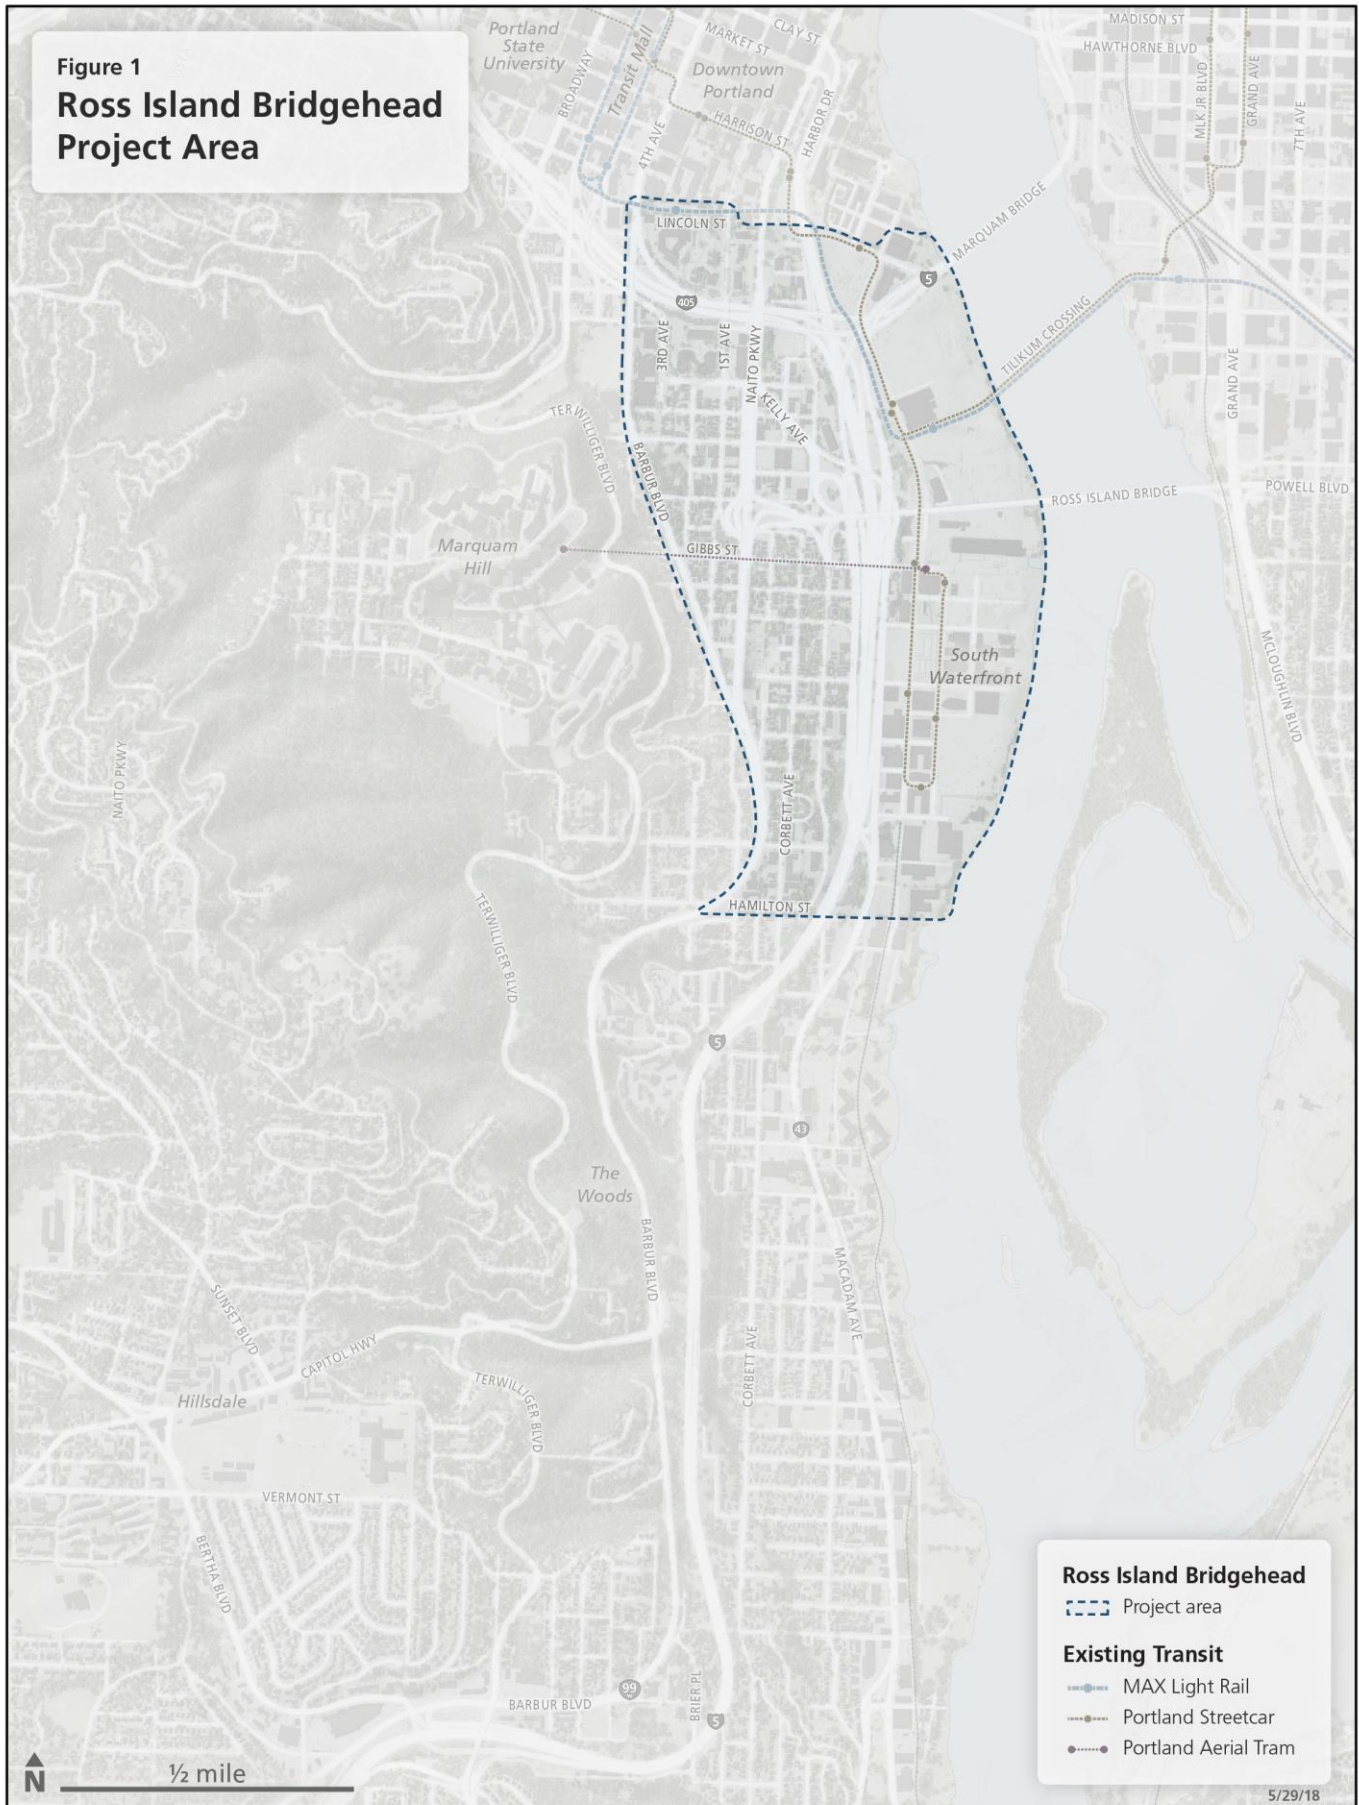 Figure 1
Ross Island Bridgehead
Project Area
Portland
State
University
BROADWAY
Transit Mall
MARKET ST
CLAY ST
Downtown
Portland
4TH AVE
HARRISON ST
HARBOR DR
MADISON ST
HAWTHORNE BLVD
MLK JR BLVD
GRAND AVE
7TH AVE
LINCOLN ST
MARQUAM BRIDGE
5
405
3RD AVE
1ST AVE
NAITO PKWY
KELLY AVE
TILIKUM CROSSING
GRAND AVE
TERWILLIGER BLVD
BARBUR BLVD
ROSS ISLAND BRIDGE
POWELL BLVD
Marquam
Hill
GIBBS ST
South
Waterfront
MCLOUGHLIN BLVD
NAITO PKWY
CORBETT AVE
HAMILTON ST
TERWILLIGER BLVD
5
43
The
Woods
BARBUR BLVD
MACADAM AVE
SUNSET BLVD
CAPITOL HWY
CORBETT AVE
Hillsdale
TERWILLIGER BLVD
VERMONT ST
BERTHA BLVD
99
BARBUR BLVD
BRIER PL
5
Ross Island Bridgehead
Project area
Existing Transit
MAX Light Rail
Portland Streetcar
Portland Aerial Tram
N
½ mile
5/29/18